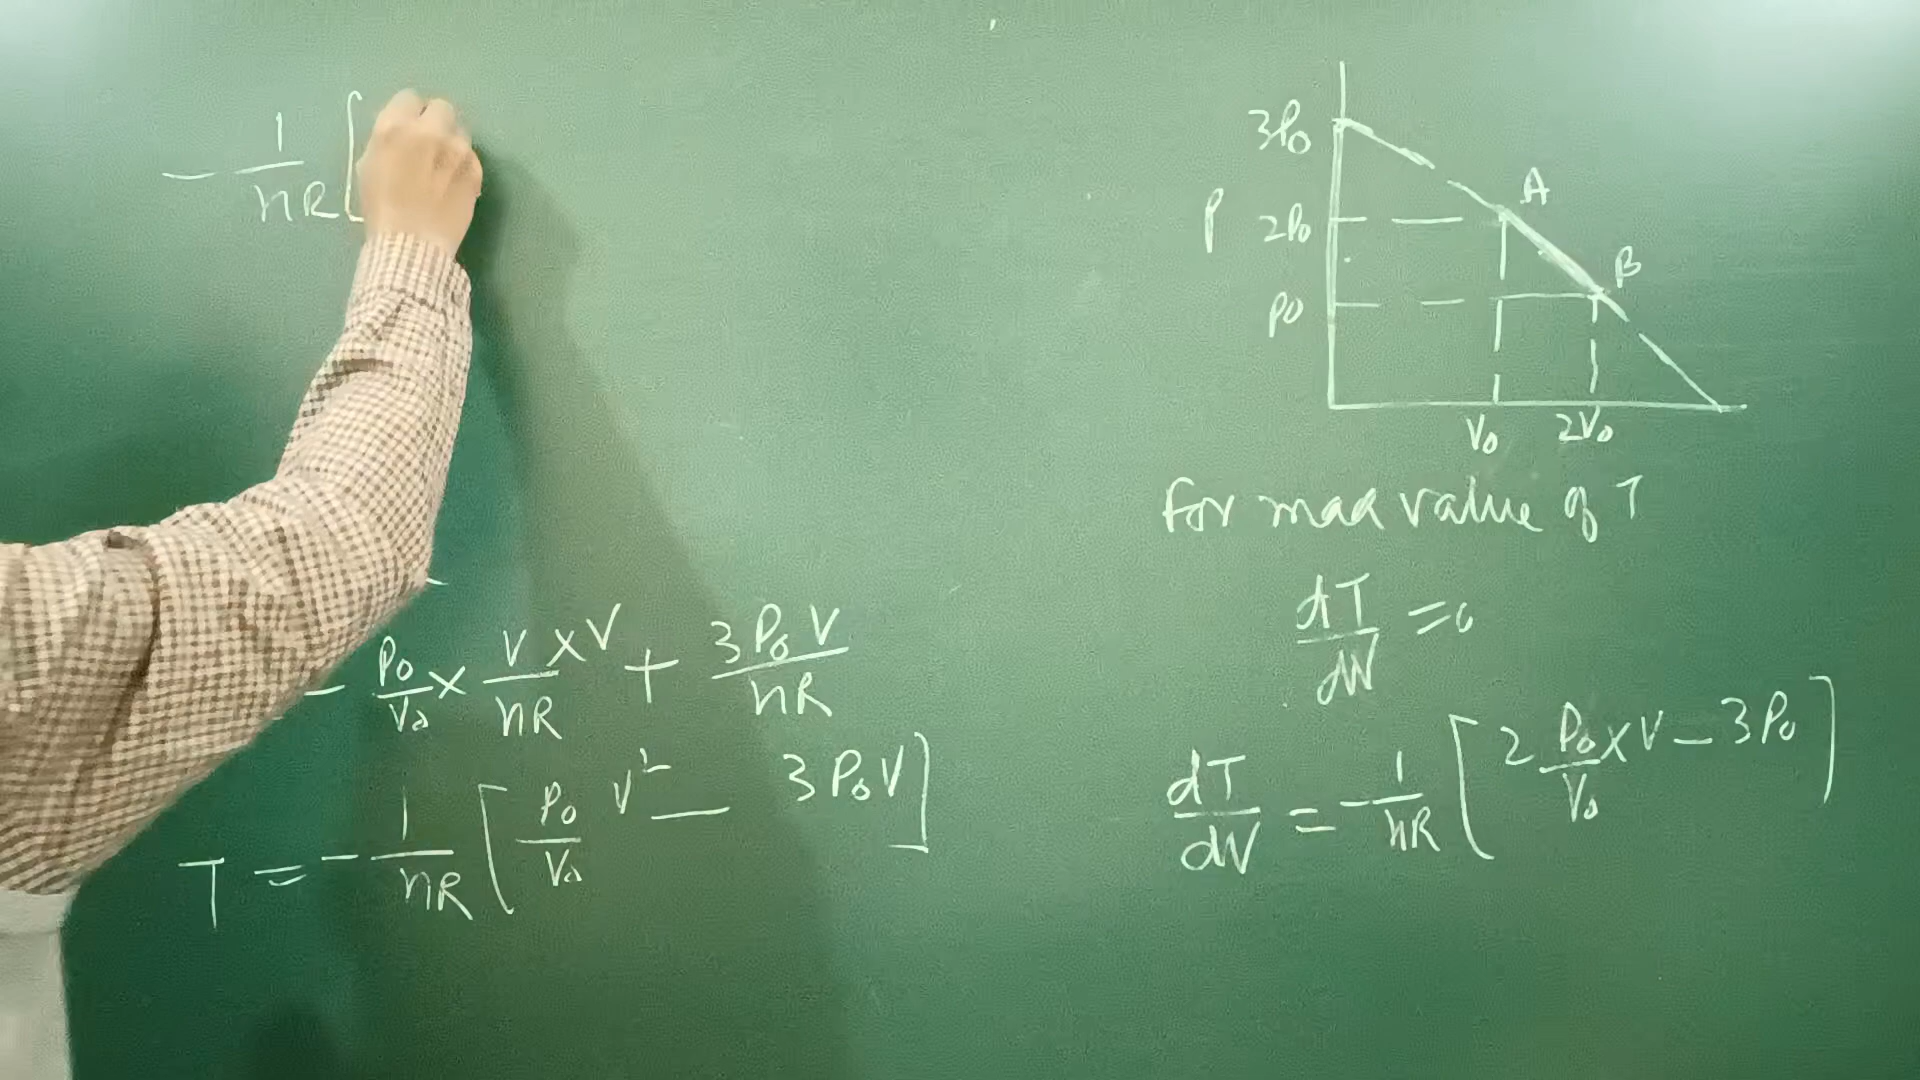 - 1/nR [
- P0/V0 x V/nR x V + 3P0V/nR
T = - 1/nR [ P0/V0 V² - 3P0V ]
3P0
A
P 2P0
B
P0
V0 2V0
For max value of T
dT/dV = 0
dT/dV = - 1/nR [ 2 P0/V0 x V - 3P0 ]